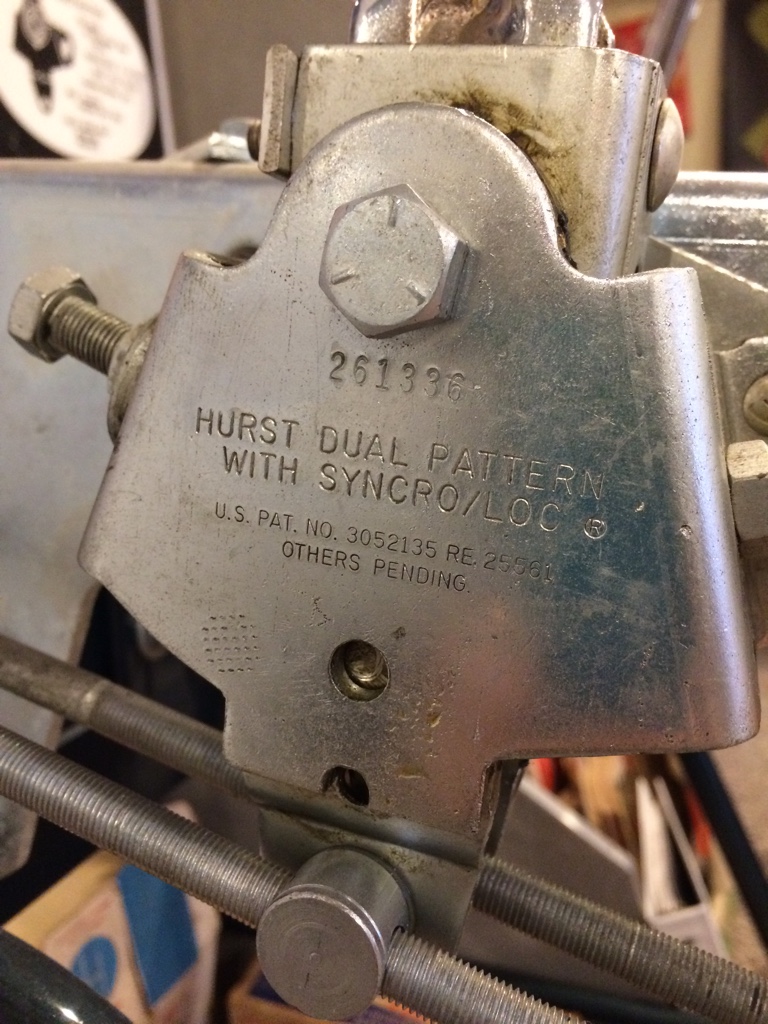 261336
HURST DUAL PATTERN
WITH SYNCRO/LOC ®
U.S. PAT. NO. 3052135 RE. 25561
OTHERS PENDING.